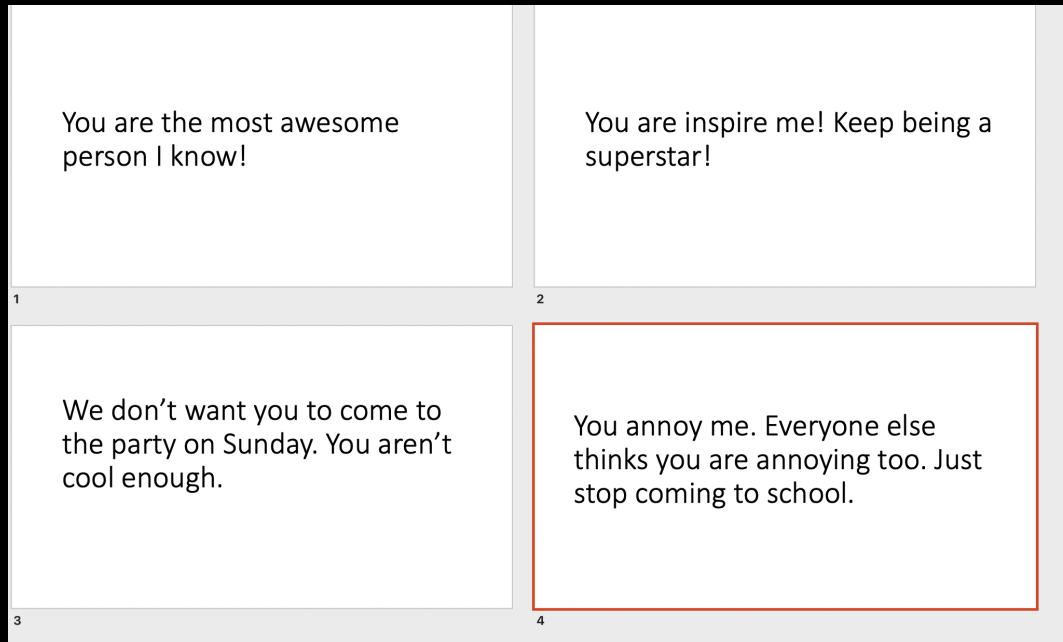 You are the most awesome
person I know!
1
You are inspire me! Keep being a
superstar!
2
We don’t want you to come to
the party on Sunday. You aren’t
cool enough.
3
You annoy me. Everyone else
thinks you are annoying too. Just
stop coming to school.
4